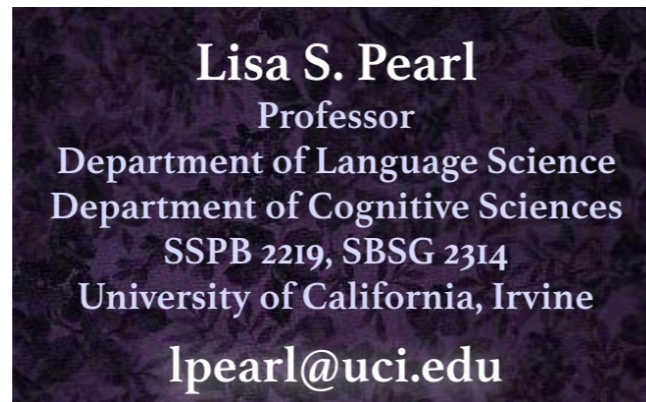 Lisa S. Pearl
Professor
Department of Language Science
Department of Cognitive Sciences
SSPB 2219, SBSG 2314
University of California, Irvine
lpearl@uci.edu